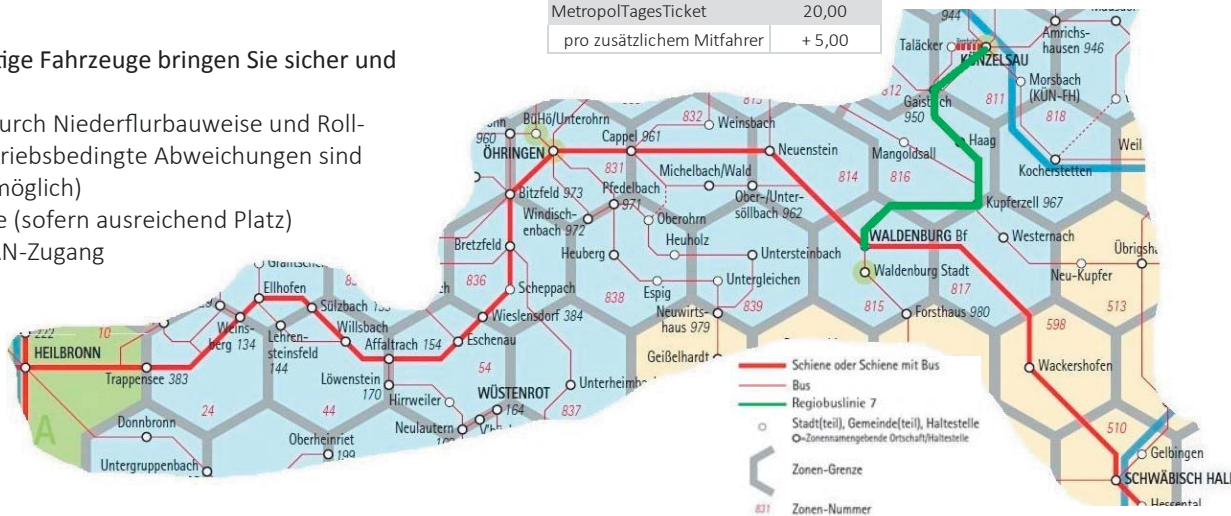 MetropolTagesTicket 20,00
pro zusätzlichem Mitfahrer + 5,00
tige Fahrzeuge bringen Sie sicher und
urch Niederflurbauweise und Roll-
riebsbedingte Abweichungen sind
möglich)
e (sofern ausreichend Platz)
AN-Zugang
944
Taläcker
KÜNZELSAU
Amrichs-
hausen 946
Morsbach
(KÜN-FH)
811
818
812
Gaisbach
950
Haag
Kocherstetten
Weil
BüHö/Unterohrn
960
ÖHRINGEN
Cappel 961
832
Weinsbach
Neuenstein
Mangoldsall
814
816
831
Michelbach/Wald
Ober-/Unter-
söllbach 962
Kupferzell 967
Bitzfeld 973
Pfedelbach
971
Windisch-
enbach 972
Oberohrn
WALDENBURG Bf
Westernach
Übrigsh
Bretzfeld
Heuberg
Heuholz
Untersteinbach
Waldenburg Stadt
Neu-Kupfer
836
Scheppach
Espig
Untergleichen
838
839
815
817
513
Wieslensdorf 384
Neuwirts-
haus 979
Forsthaus 980
598
Ellhofen
Sülzbach 153
Weins-
berg 134
Lehren-
steinsfeld
144
Willsbach
Affaltrach 154
Eschenau
Geißelhardt
Wackershofen
222
10
HEILBRONN
Trappensee 383
Löwenstein
170
54
Hirrweiler
WÜSTENROT
164
Unterheimb
837
24
44
A
Donnbronn
Neulautern
Oberheinriet
199
Untergruppenbach
510
Gelbingen
SCHWÄBISCH HALL
Hessental
Schiene oder Schiene mit Bus
Bus
Regiobuslinie 7
Stadt(teil), Gemeinde(teil), Haltestelle
Zonennamengebende Ortschaft/Haltestelle
Zonen-Grenze
831 Zonen-Nummer